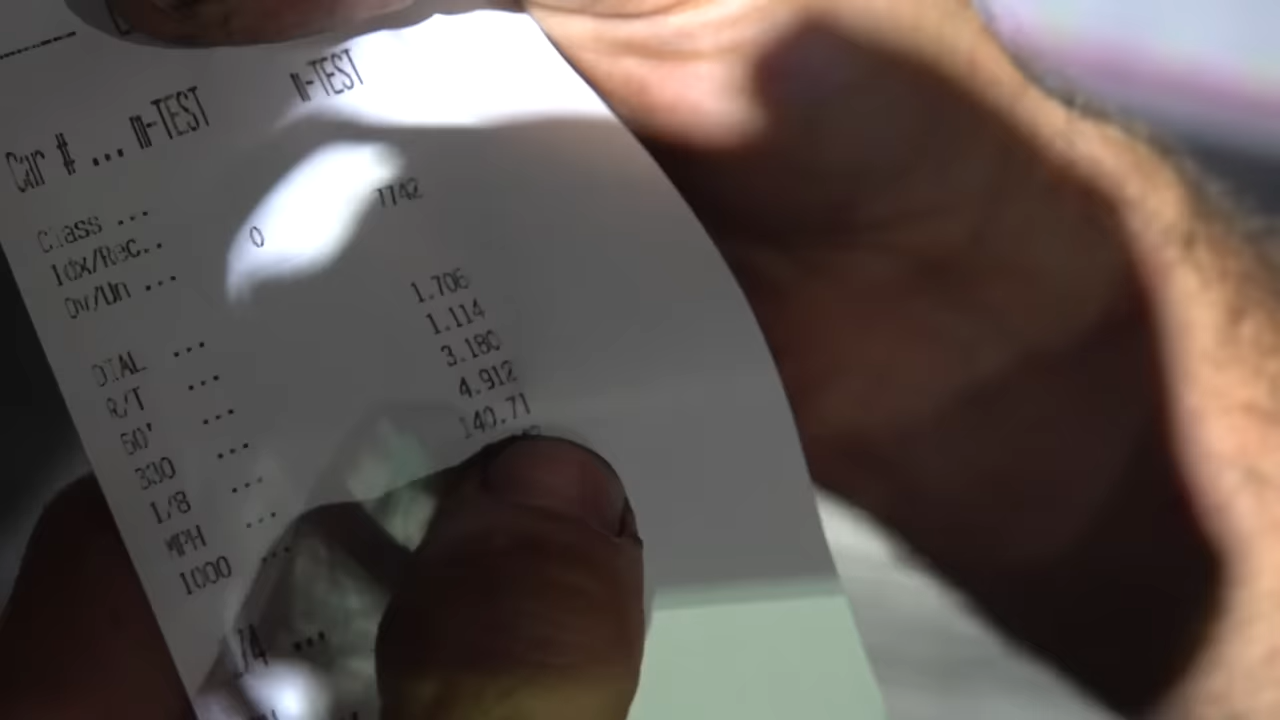 Car # ... m-TEST m-TEST
Class ... 7742
Idx/Rec.. 0
Ov/Un ...
DIAL ...
R/T ... 1.706
60' ... 1.114
330 ... 3.180
1/8 ... 4.912
MPH ... 140.71
1000 ...
/4 ...